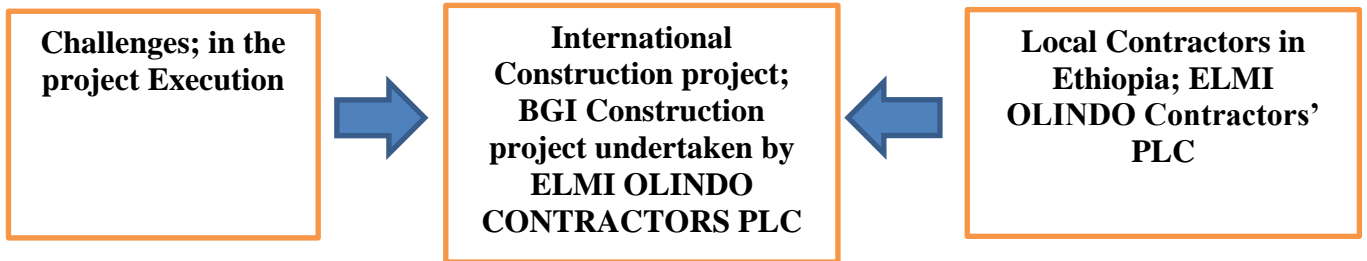 Challenges; in the
project Execution
International
Construction project;
BGI Construction
project undertaken by
ELMI OLINDO
CONTRACTORS PLC
Local Contractors in
Ethiopia; ELMI
OLINDO Contractors’
PLC